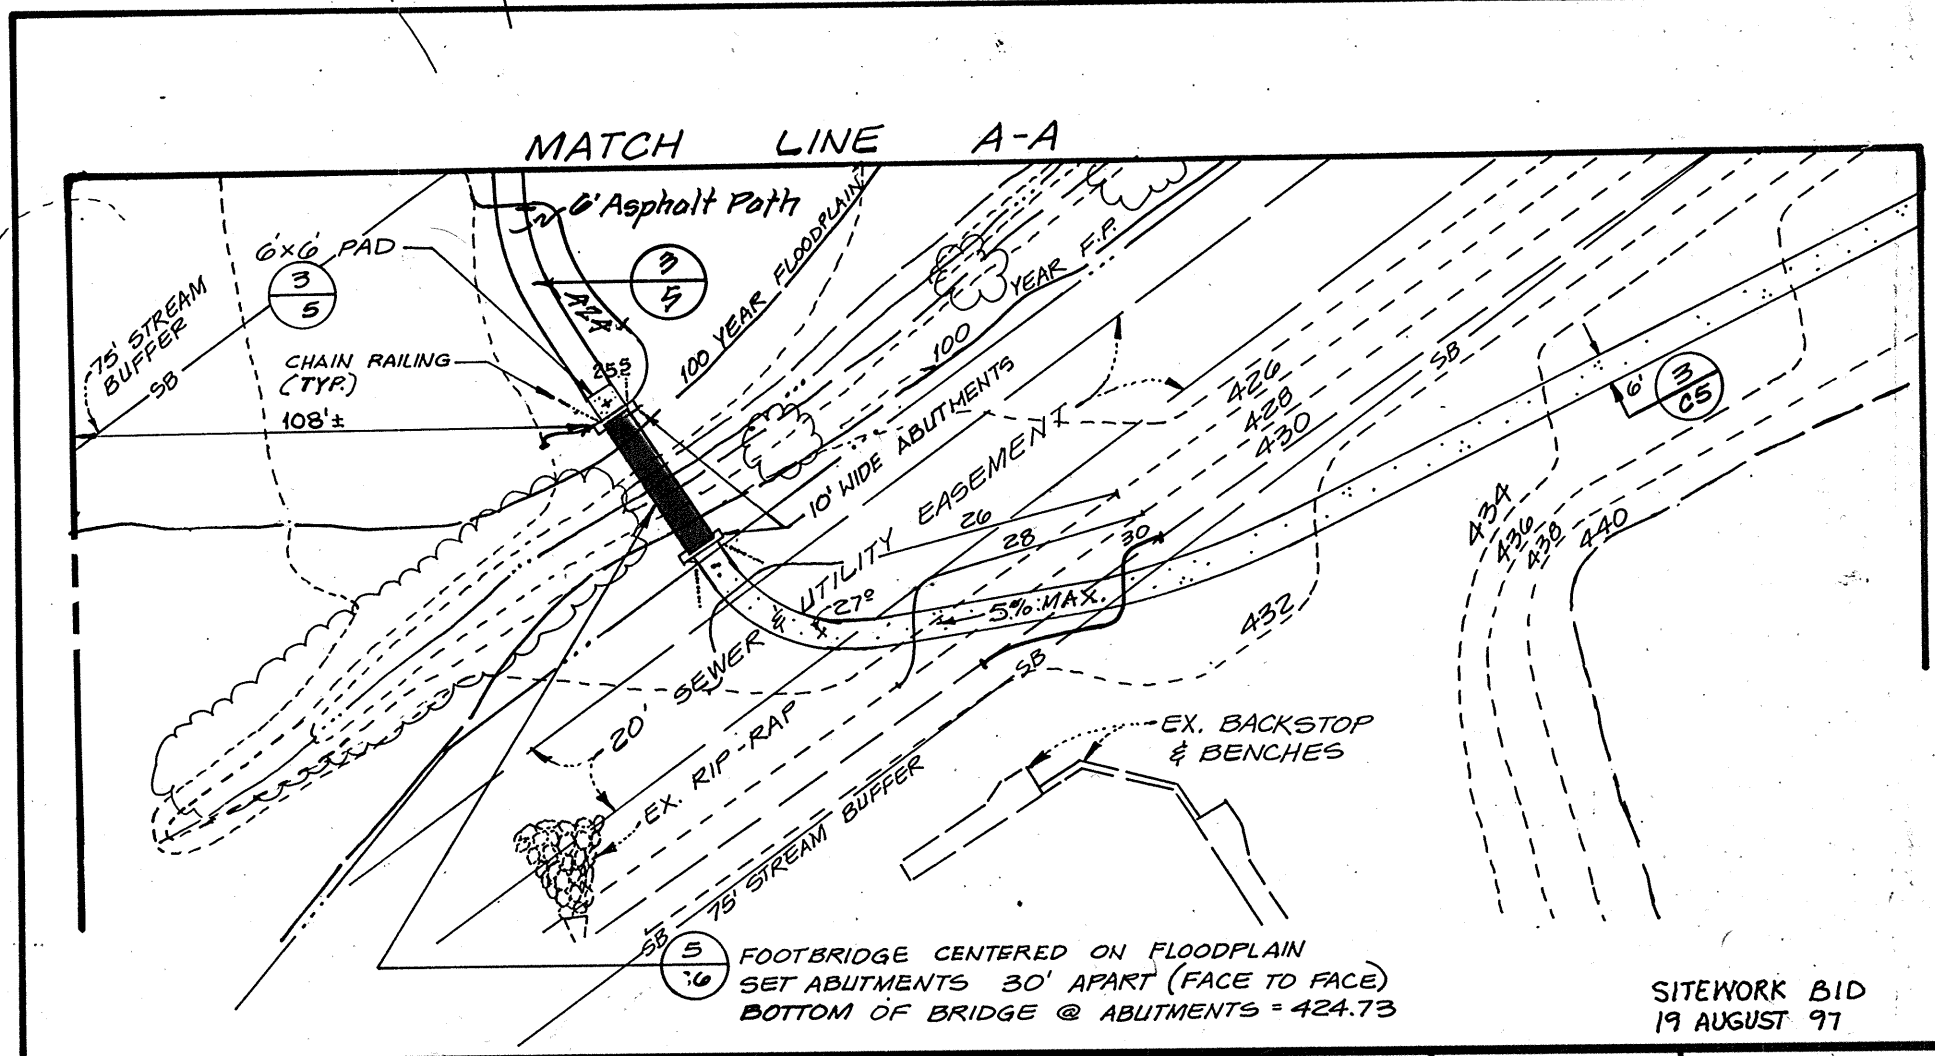 MATCH LINE A-A
6' Asphalt Path
6'x6' PAD
3
5
3
5
75' STREAM
BUFFER
SB
CHAIN RAILING
(TYP.)
108'±
100 YEAR FLOODPLAIN
100 YEAR F.P.
10' WIDE ABUTMENTS
20' SEWER & UTILITY EASEMENT
426
428
430
SB
6'
3
C5
26
28
30
27º
5% MAX.
432
434
436
438
440
SB
EX. RIP-RAP
75' STREAM BUFFER
SB
EX. BACKSTOP
& BENCHES
5
FOOTBRIDGE CENTERED ON FLOODPLAIN
SET ABUTMENTS 30' APART (FACE TO FACE)
BOTTOM OF BRIDGE @ ABUTMENTS = 424.73
SITEWORK BID
19 AUGUST 97